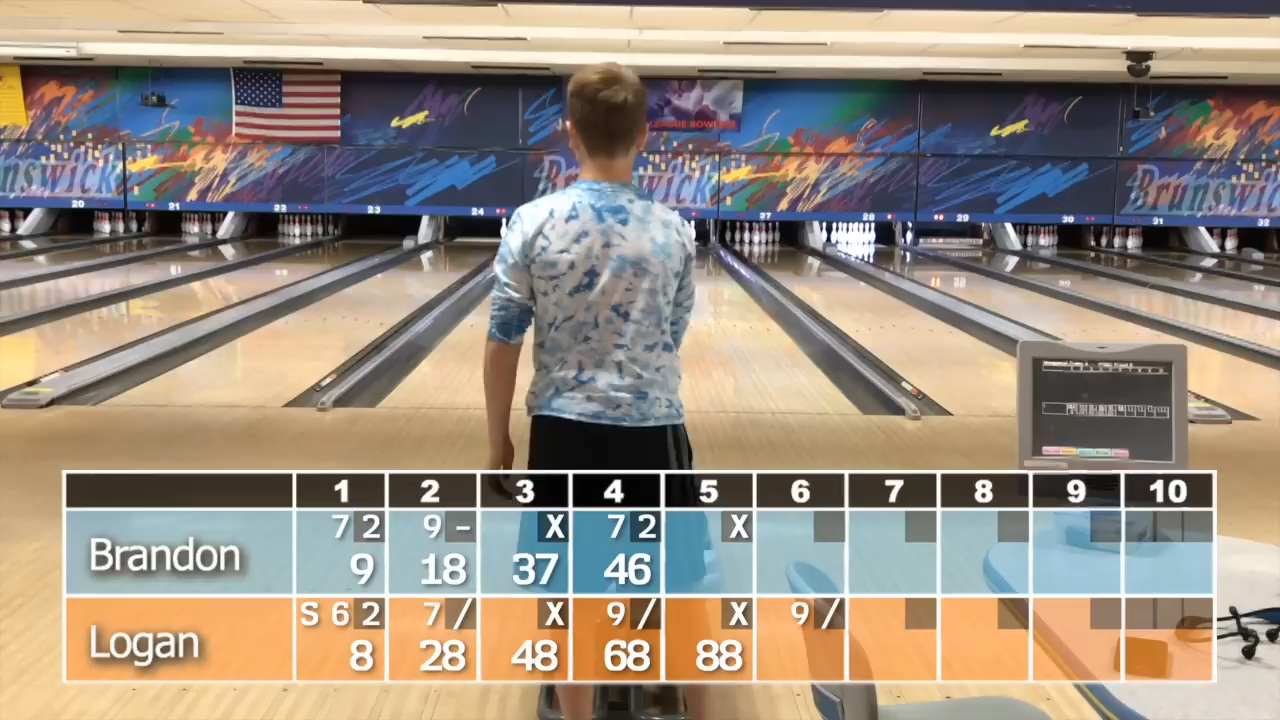 Brunswick
Brunswick
Brunswick
LEAGUE BOWLING
20 21 22 23 24 27 28 29 30 31 32
1 2 3 4 5 6 7 8 9 10
7 2 9 - X 7 2 X
Brandon 9 18 37 46
S 6 2 7 / X 9 / X 9 /
Logan 8 28 48 68 88